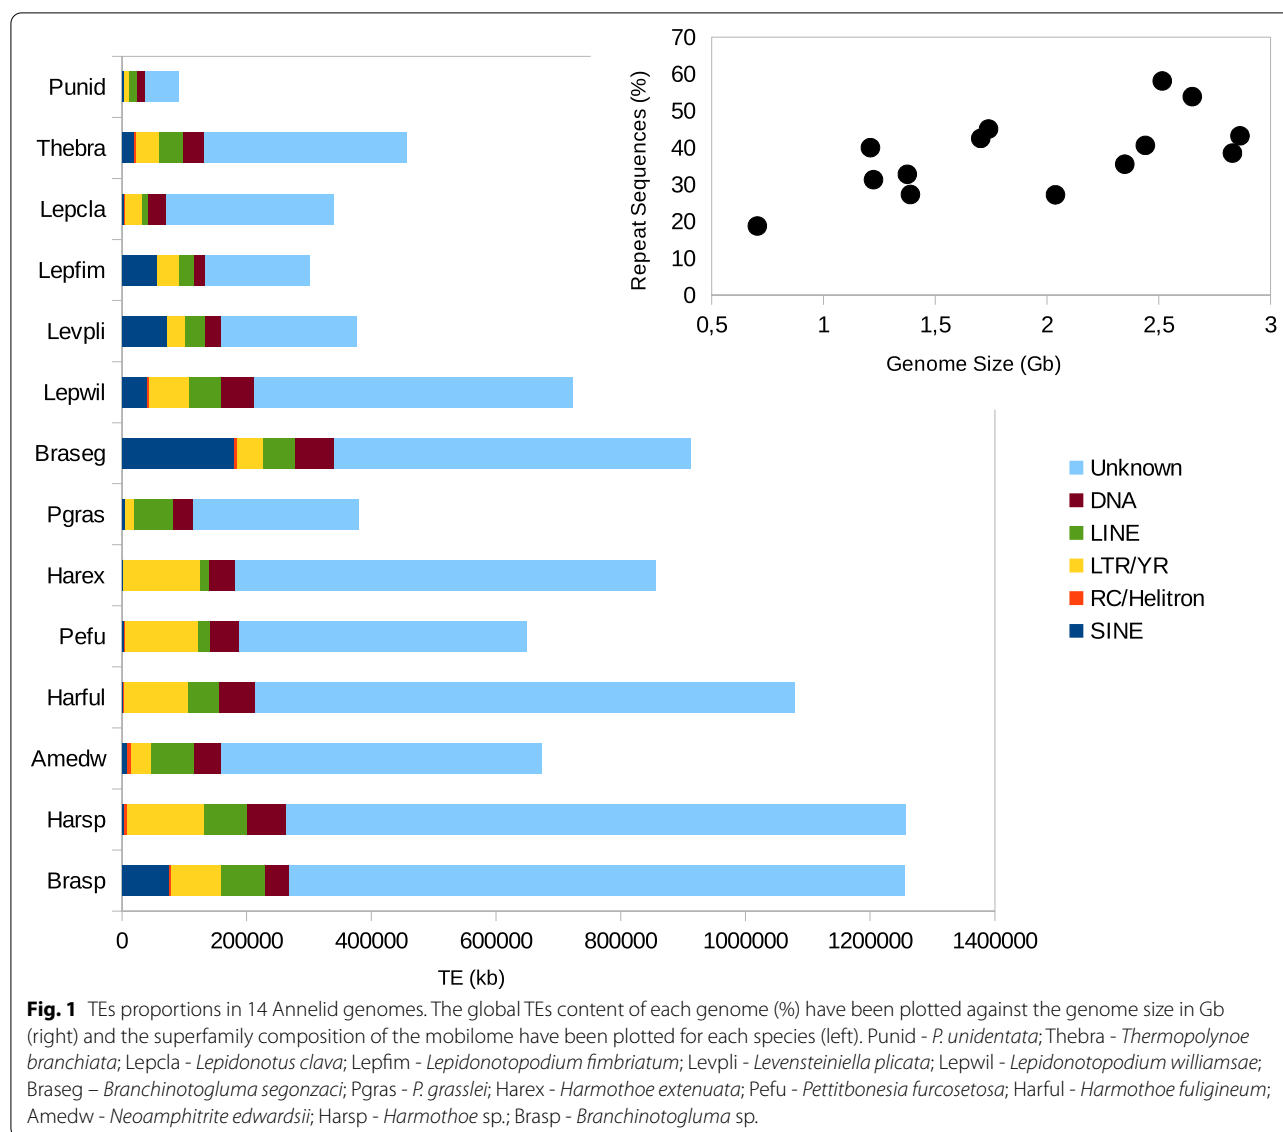 Punid
Thebra
Lepcla
Lepfim
Levpli
Lepwil
Braseg
Pgras
Harex
Pefu
Harful
Amedw
Harsp
Brasp
0 200000 400000 600000 800000 1000000 1200000 1400000
TE (kb)
Repeat Sequences (%)
70
60
50
40
30
20
10
0
0,5 1 1,5 2 2,5 3
Genome Size (Gb)
Unknown
DNA
LINE
LTR/YR
RC/Helitron
SINE
Fig. 1 TEs proportions in 14 Annelid genomes. The global TEs content of each genome (%) have been plotted against the genome size in Gb
(right) and the superfamily composition of the mobilome have been plotted for each species (left). Punid - P. unidentata; Thebra - Thermopolynoe
branchiata; Lepcla - Lepidonotus clava; Lepfim - Lepidonotopodium fimbriatum; Levpli - Levensteiniella plicata; Lepwil - Lepidonotopodium williamsae;
Braseg – Branchinotogluma segonzaci; Pgras - P. grasslei; Harex - Harmothoe extenuata; Pefu - Pettitbonesia furcosetosa; Harful - Harmothoe fuligineum;
Amedw - Neoamphitrite edwardsii; Harsp - Harmothoe sp.; Brasp - Branchinotogluma sp.